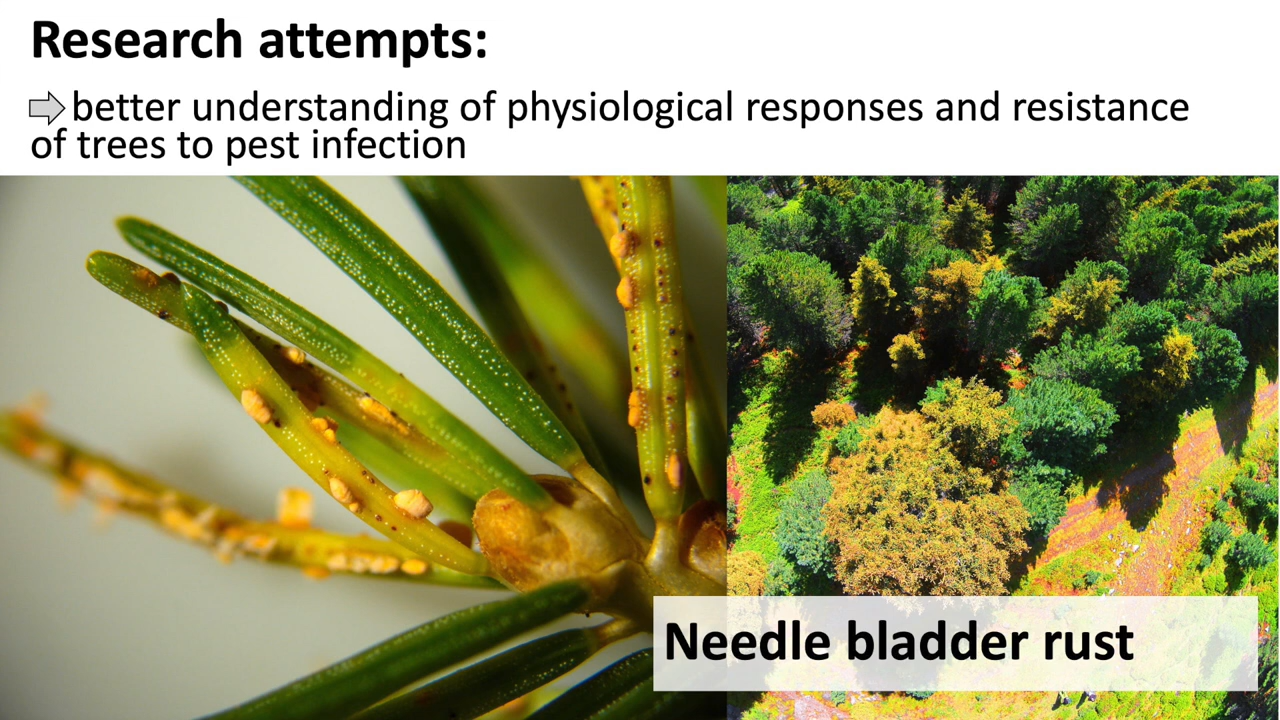 Research attempts:
better understanding of physiological responses and resistance
of trees to pest infection
Needle bladder rust